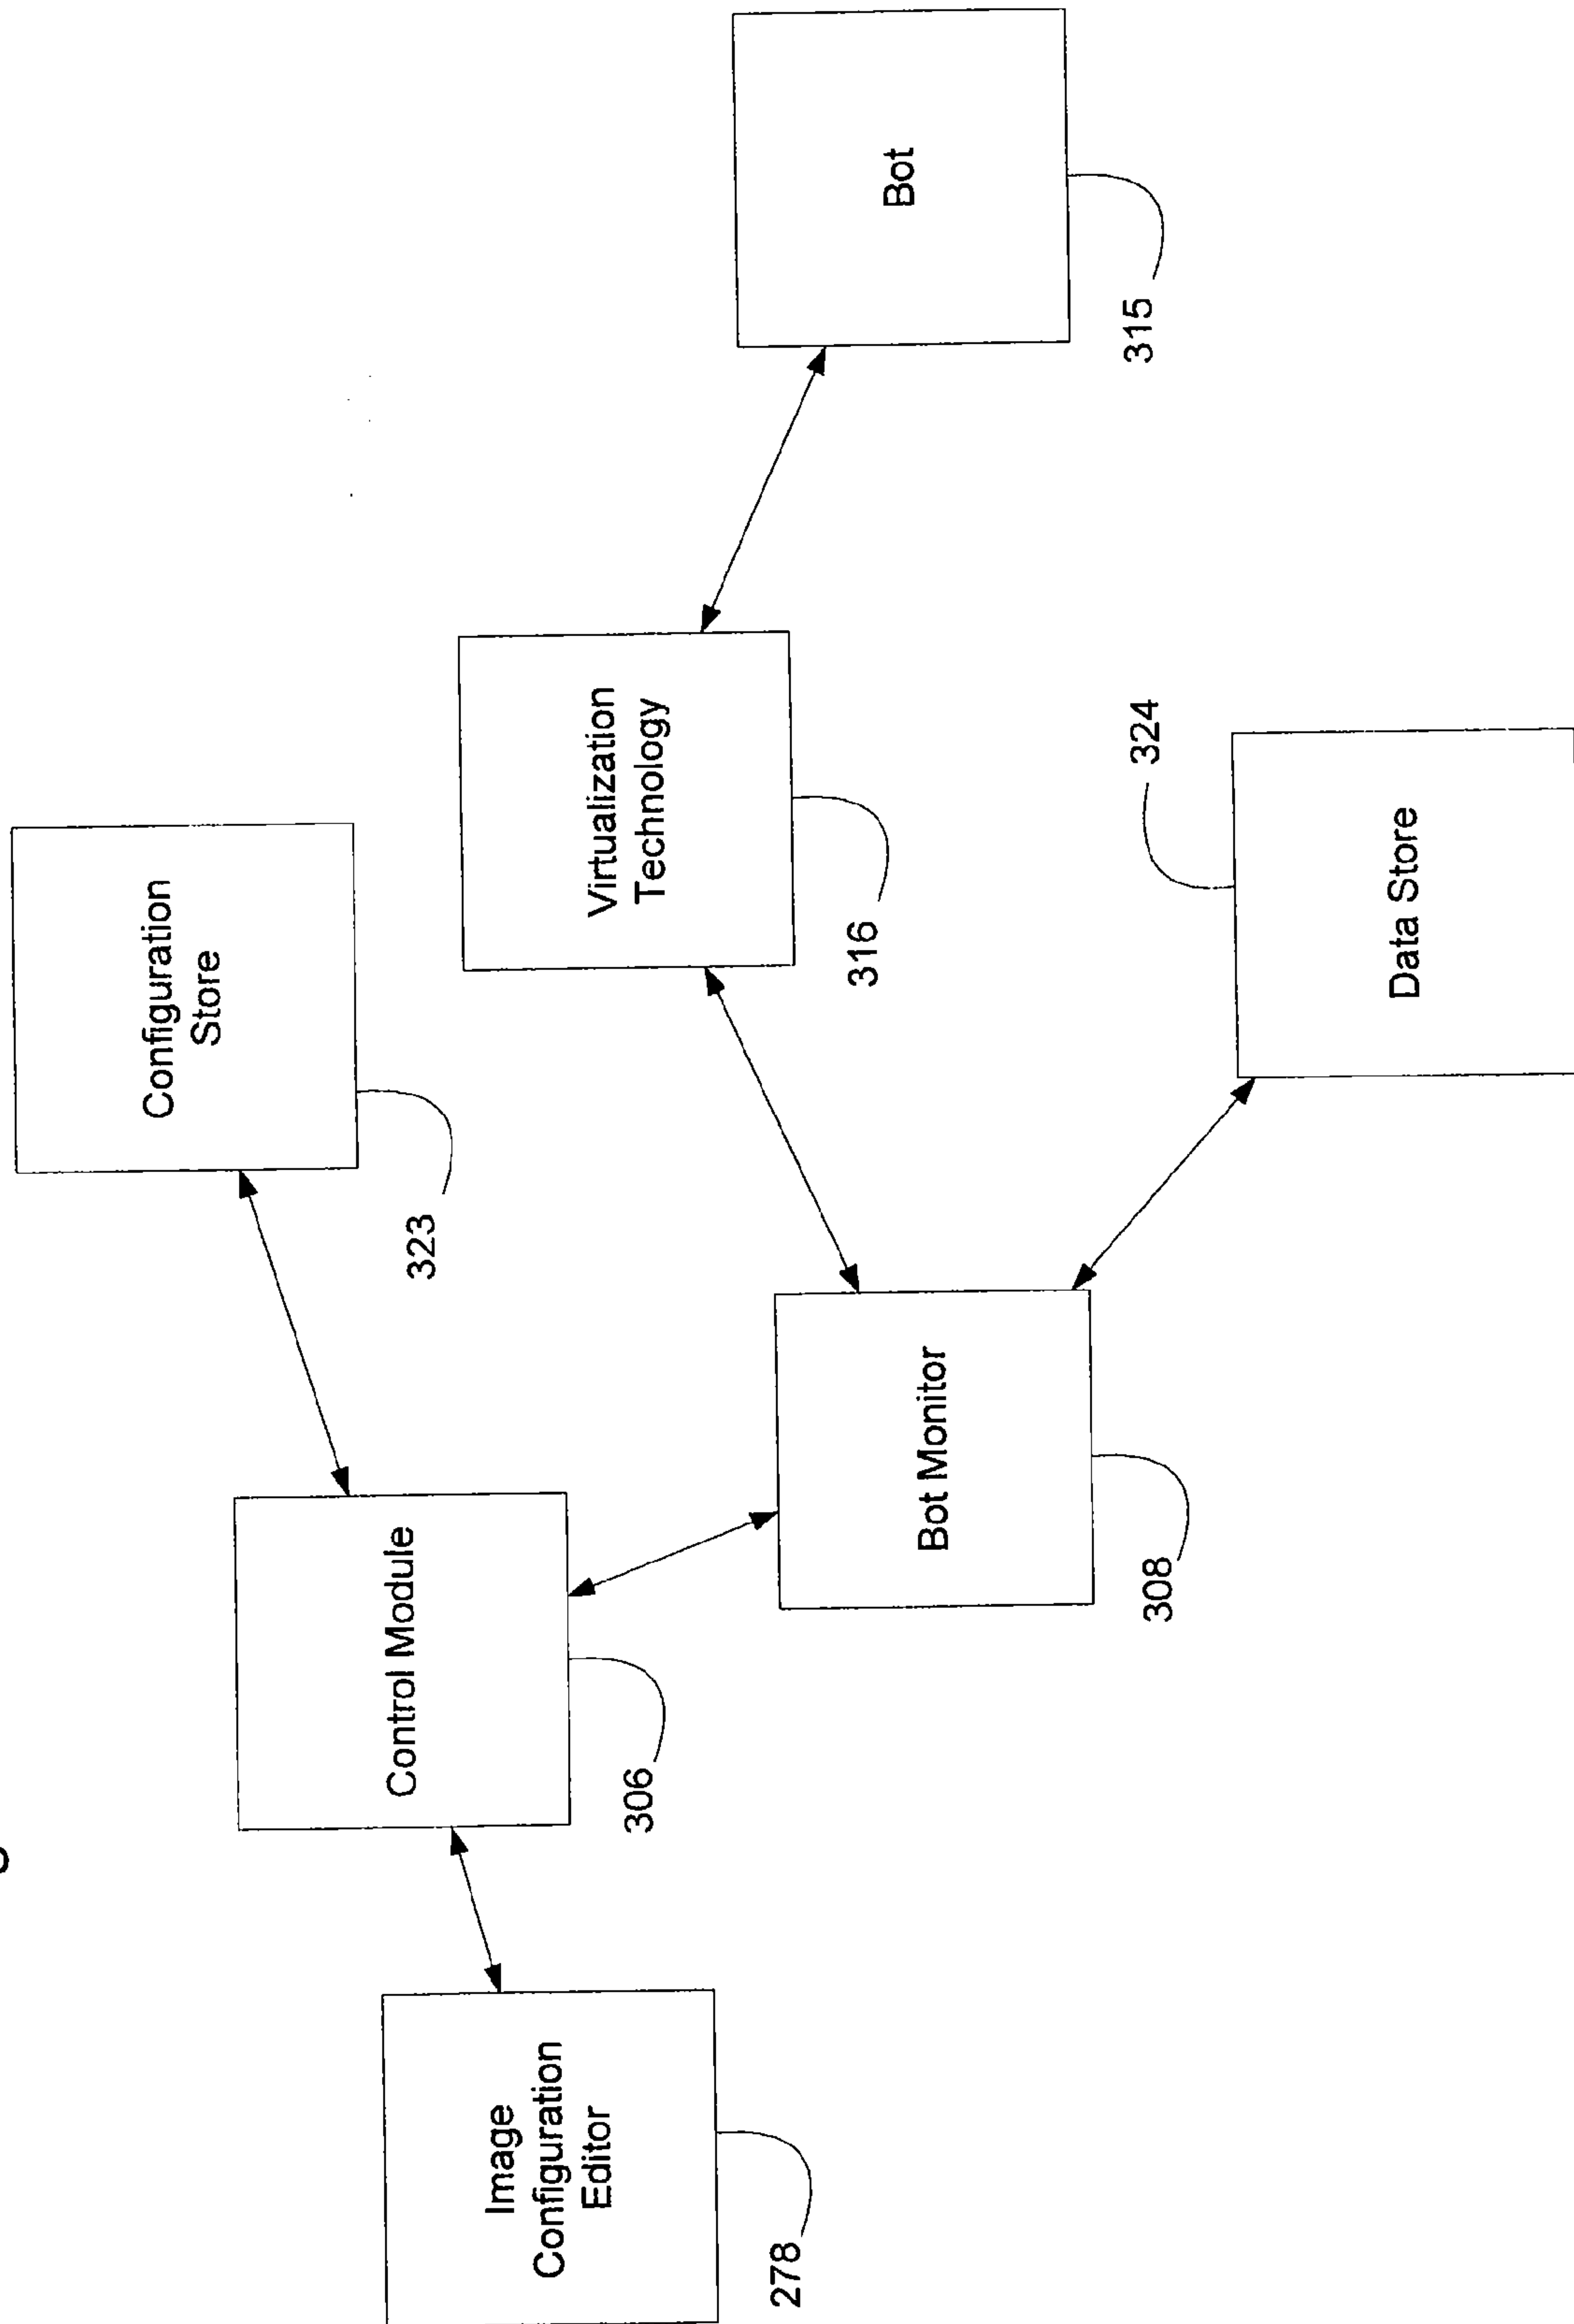 Image
Configuration
Editor
278
Control Module
306
Configuration
Store
323
Bot Monitor
308
Virtualization
Technology
316
Data Store
324
Bot
315